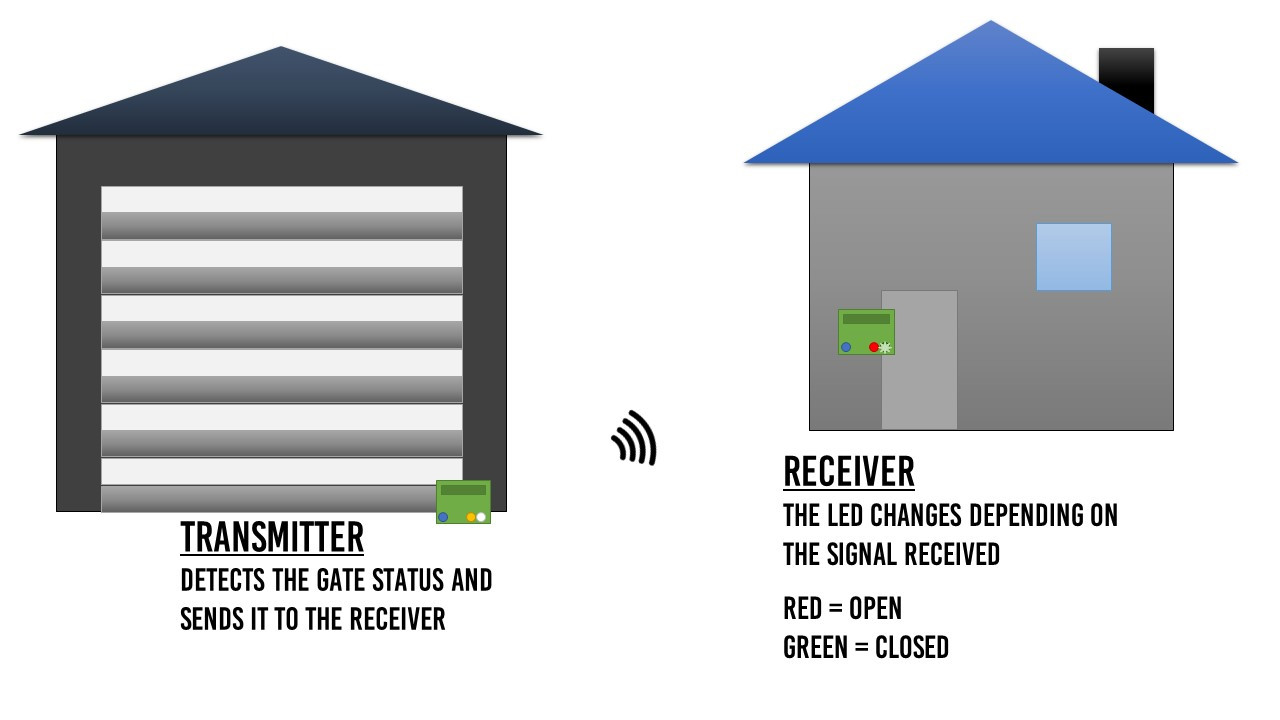 TRANSMITTER
DETECTS THE GATE STATUS AND
SENDS IT TO THE RECEIVER
RECEIVER
THE LED CHANGES DEPENDING ON
THE SIGNAL RECEIVED
RED = OPEN
GREEN = CLOSED